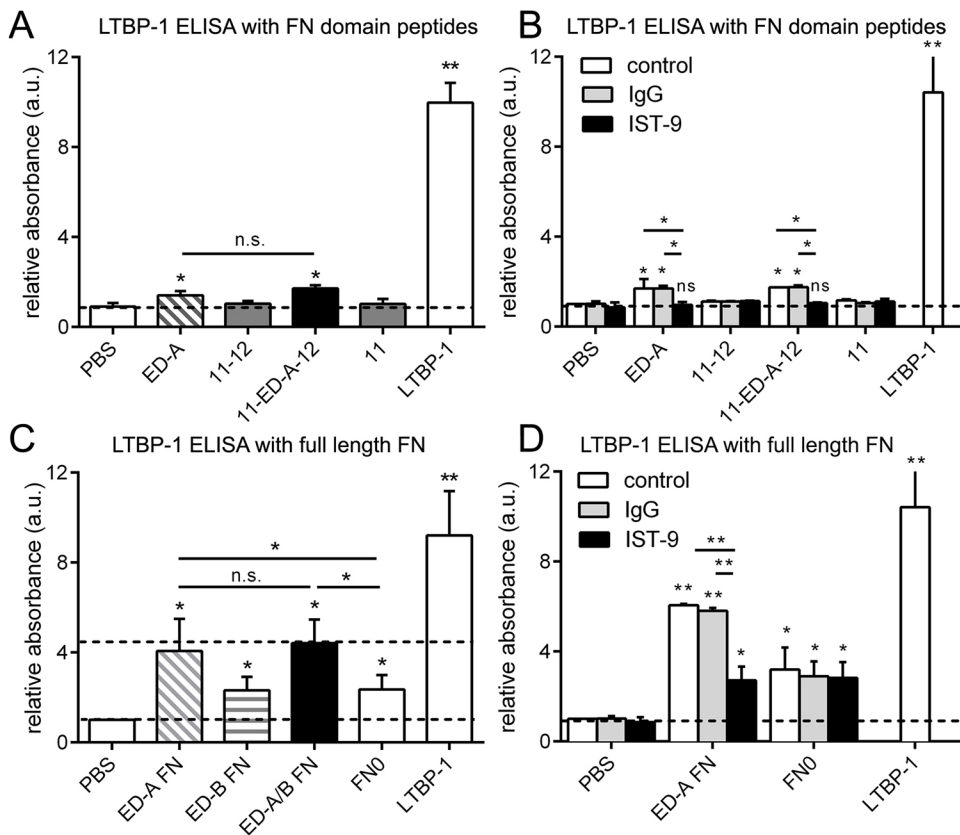 A
LTBP-1 ELISA with FN domain peptides
relative absorbance (a.u.)
12
8
4
0
**
n.s.
*
*
PBS
ED-A
11-12
11-ED-A-12
11
LTBP-1
B
LTBP-1 ELISA with FN domain peptides
relative absorbance (a.u.)
12
8
4
0
control
IgG
IST-9
**
*
*
*
*
* * ns
* * ns
PBS
ED-A
11-12
11-ED-A-12
11
LTBP-1
C
LTBP-1 ELISA with full length FN
relative absorbance (a.u.)
12
8
4
0
**
*
n.s.
*
*
*
*
*
PBS
ED-A FN
ED-B FN
ED-A/B FN
FN0
LTBP-1
D
LTBP-1 ELISA with full length FN
relative absorbance (a.u.)
12
8
4
0
control
IgG
IST-9
**
**
**
** **
*
* * *
PBS
ED-A FN
FN0
LTBP-1